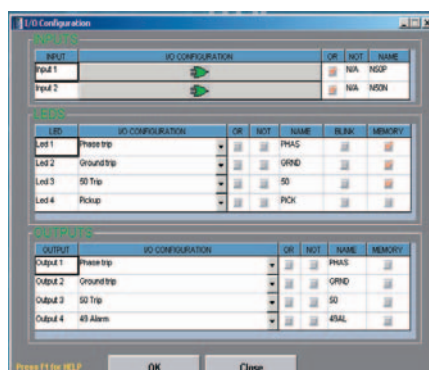 I/O Configuration
INPUTS
INPUT I/O CONFIGURATION OR NOT NAME
Input 1 N/A N50P
Input 2 N/A N50N
LEDS
LED I/O CONFIGURATION OR NOT NAME BLINK MEMORY
Led 1 Phase trip PHAS
Led 2 Ground trip GRND
Led 3 50 Trip 50
Led 4 Pickup PICK
OUTPUTS
OUTPUT I/O CONFIGURATION OR NOT NAME MEMORY
Output 1 Phase trip PHAS
Output 2 Ground trip GRND
Output 3 50 Trip 50
Output 4 49 Alarm 49AL
Press F1 for HELP OK Close